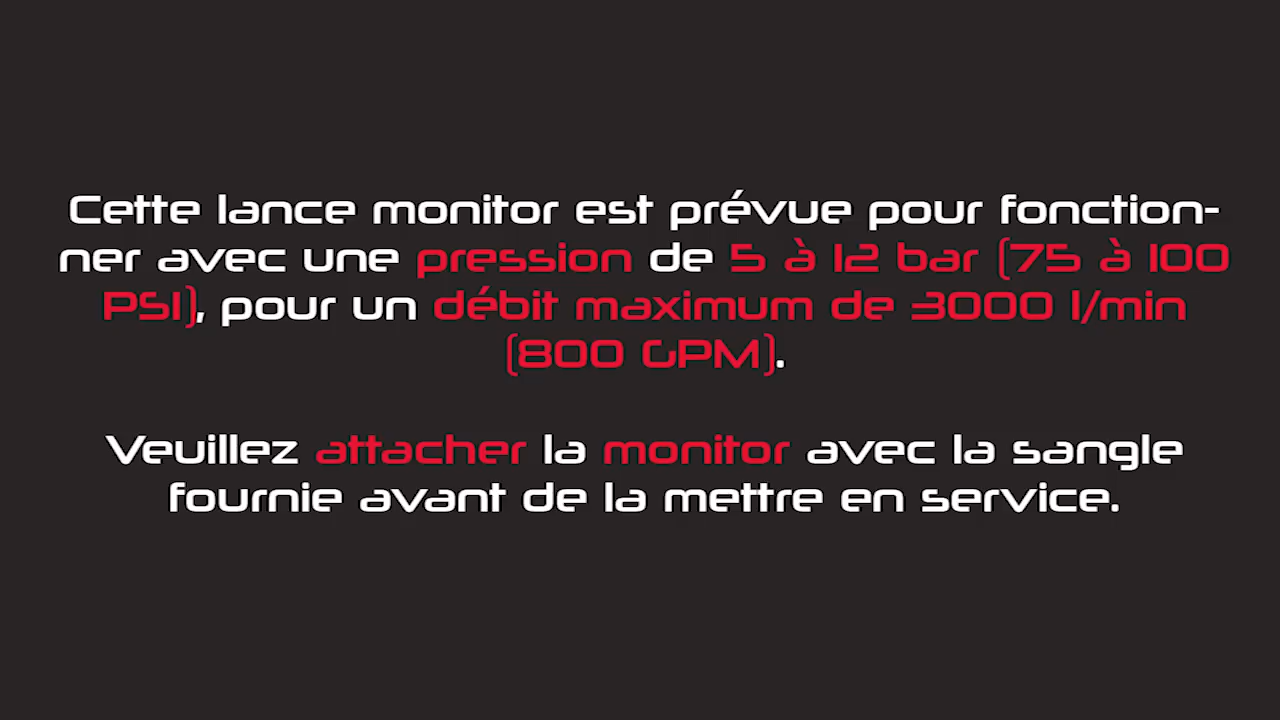 Cette lance monitor est prévue pour fonction-
ner avec une pression de 5 à 12 bar (75 à 100
PSI), pour un débit maximum de 3000 l/min
(800 GPM).
Veuillez attacher la monitor avec la sangle
fournie avant de la mettre en service.